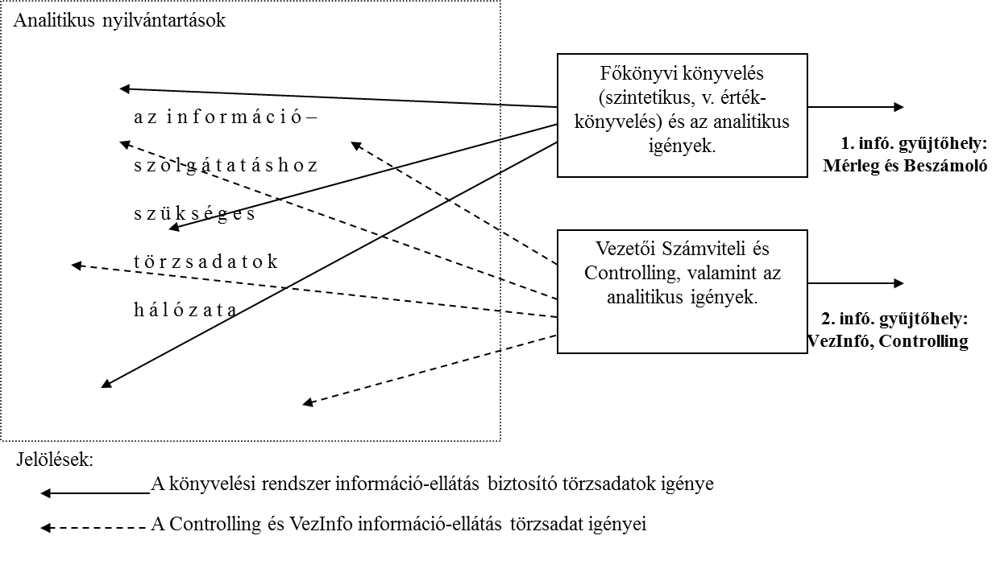 Analitikus nyilvántartások
az információ–
szolgátatáshoz
szükséges
törzsadatok
hálózata
Főkönyvi könyvelés
(szintetikus, v. érték-
könyvelés) és az analitikus
igények.
1. infó. gyűjtőhely:
Mérleg és Beszámoló
Vezetői Számviteli és
Controlling, valamint az
analitikus igények.
2. infó. gyűjtőhely:
VezInfó, Controlling
Jelölések:
A könyvelési rendszer információ-ellátás biztosító törzsadatok igénye
A Controlling és VezInfo információ-ellátás törzsadat igényei